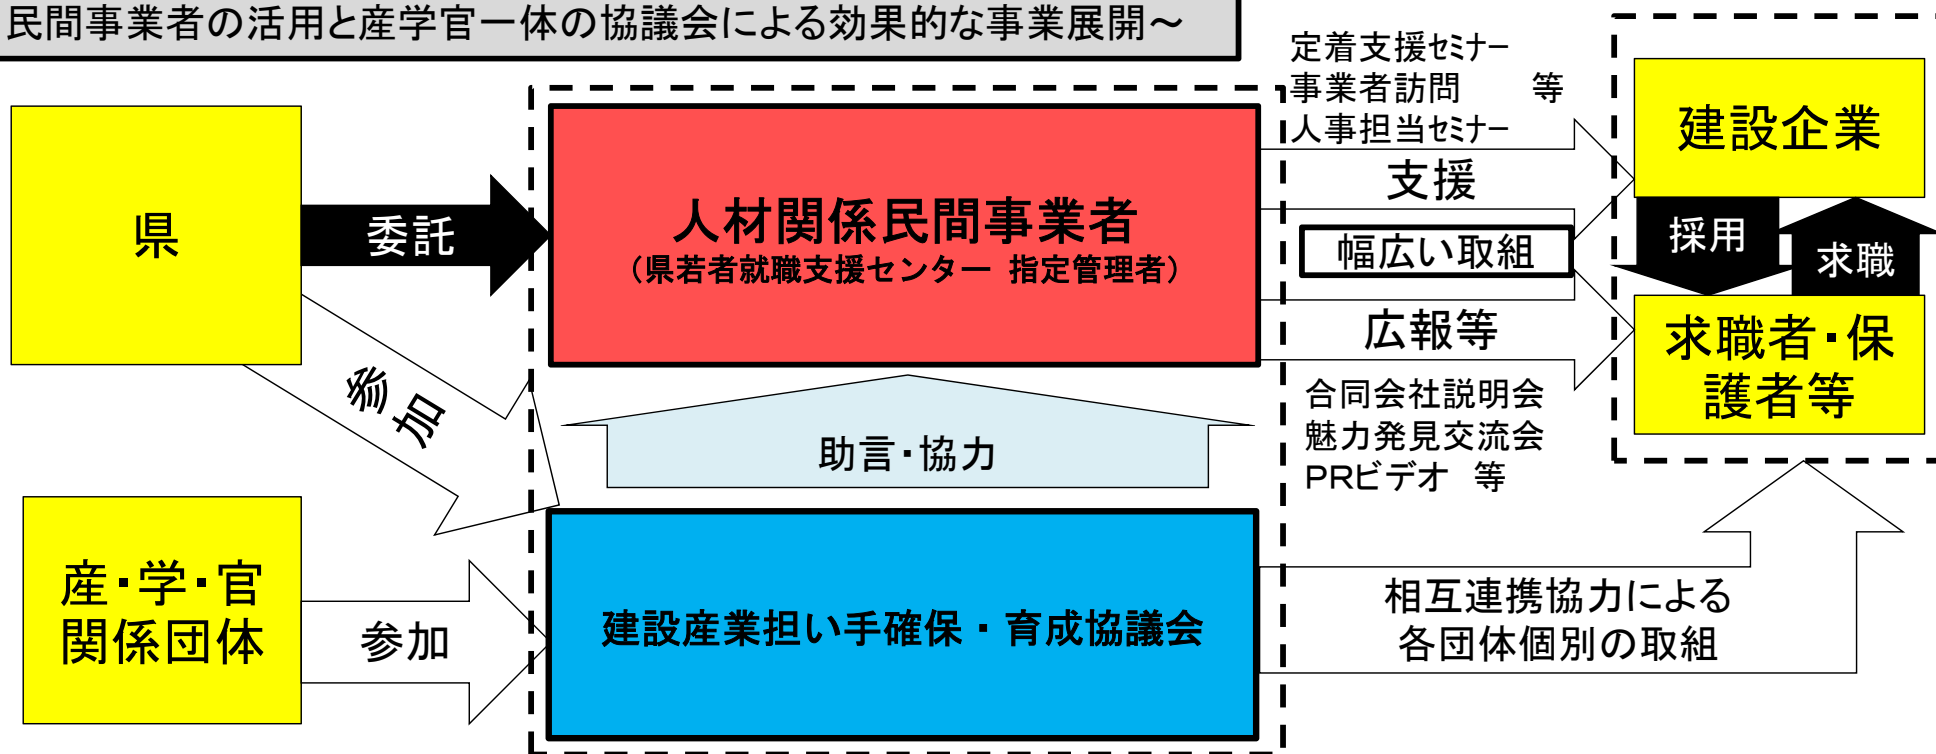 民間事業者の活用と産学官一体の協議会による効果的な事業展開～
県
委託
参加
産・学・官
関係団体
参加
人材関係民間事業者
（県若者就職支援センター 指定管理者）
助言・協力
建設産業担い手確保・育成協議会
定着支援ｾﾐﾅｰ
事業者訪問 等
人事担当ｾﾐﾅｰ
支援
幅広い取組
広報等
合同会社説明会
魅力発見交流会
PRビデオ 等
建設企業
採用
求職
求職者・保
護者等
相互連携協力による
各団体個別の取組